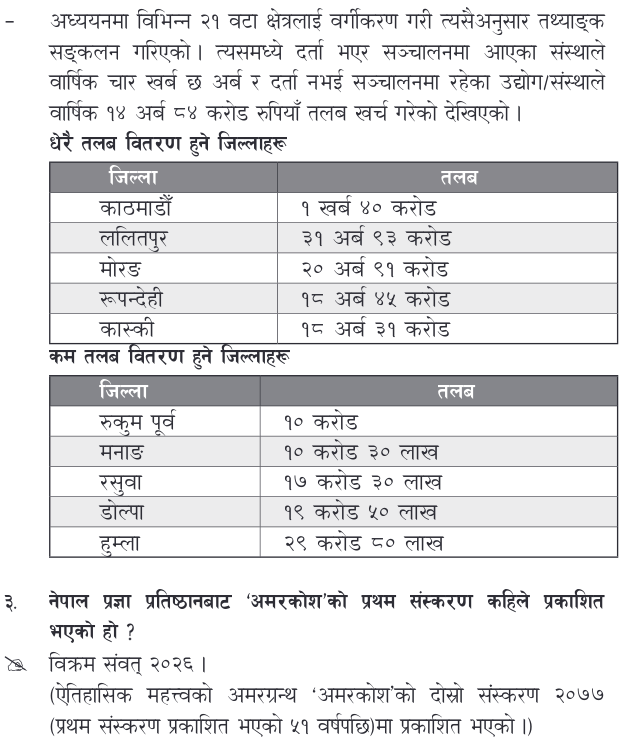 - अध्ययनमा विभिन्न २१ वटा क्षेत्रलाई वर्गीकरण गरी त्यसैअनुसार तथ्याङ्क
सङ्कलन गरिएको । त्यसमध्ये दर्ता भएर सञ्चालनमा आएका संस्थाले
वार्षिक चार खर्ब छ अर्ब र दर्ता नभई सञ्चालनमा रहेका उद्योग/संस्थाले
वार्षिक १४ अर्ब ८४ करोड रुपियाँ तलब खर्च गरेको देखिएको ।
धेरै तलब वितरण हुने जिल्लाहरू
जिल्ला तलब
काठमाडौँ १ खर्ब ४० करोड
ललितपुर ३१ अर्ब ९३ करोड
मोरङ २० अर्ब ९१ करोड
रूपन्देही १८ अर्ब ४५ करोड
कास्की १८ अर्ब ३१ करोड
कम तलब वितरण हुने जिल्लाहरू
जिल्ला तलब
रुकुम पूर्व १० करोड
मनाङ १० करोड ३० लाख
रसुवा १७ करोड ३० लाख
डोल्पा १९ करोड ५० लाख
हुम्ला २९ करोड ८० लाख
३. नेपाल प्रज्ञा प्रतिष्ठानबाट ‘अमरकोश’को प्रथम संस्करण कहिले प्रकाशित
भएको हो ?
विक्रम संवत् २०२६ ।
(ऐतिहासिक महत्त्वको अमरग्रन्थ ‘अमरकोश’को दोस्रो संस्करण २०७७
(प्रथम संस्करण प्रकाशित भएको ५१ वर्षपछि)मा प्रकाशित भएको ।)